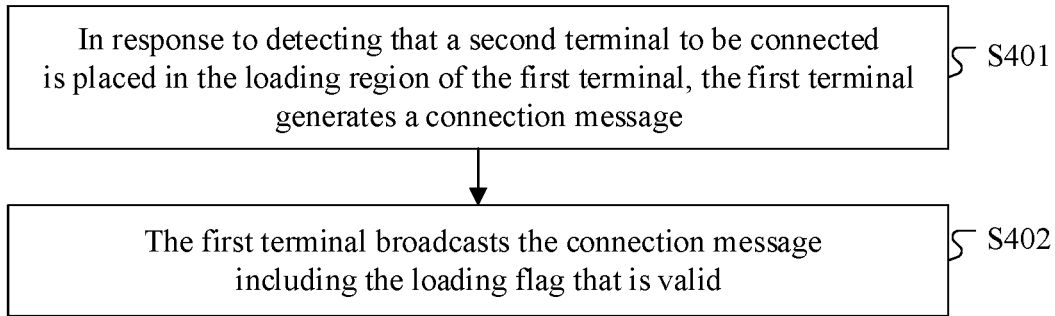 In response to detecting that a second terminal to be connected
is placed in the loading region of the first terminal, the first terminal
generates a connection message
S401
The first terminal broadcasts the connection message
including the loading flag that is valid
S402